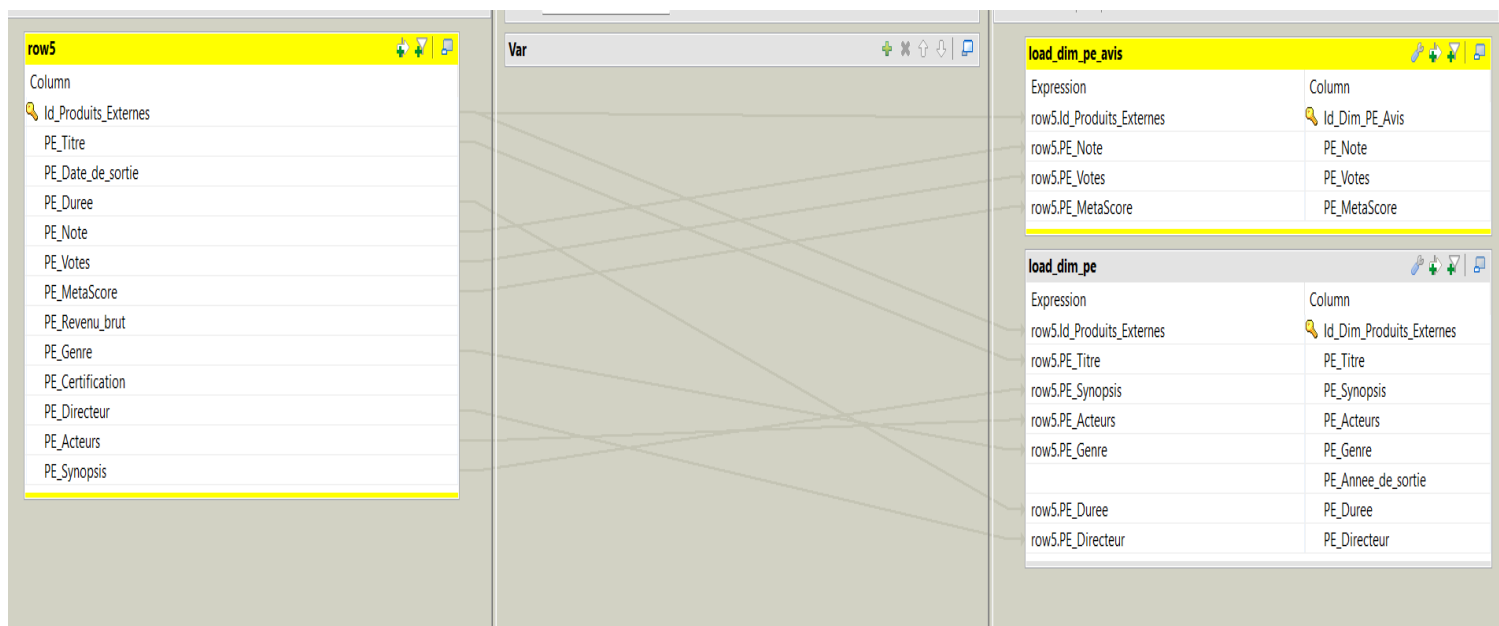 row5
Column
Id_Produits_Externes
PE_Titre
PE_Date_de_sortie
PE_Duree
PE_Note
PE_Votes
PE_MetaScore
PE_Revenu_brut
PE_Genre
PE_Certification
PE_Directeur
PE_Acteurs
PE_Synopsis
Var
load_dim_pe_avis
Expression Column
row5.Id_Produits_Externes Id_Dim_PE_Avis
row5.PE_Note PE_Note
row5.PE_Votes PE_Votes
row5.PE_MetaScore PE_MetaScore
load_dim_pe
Expression Column
row5.Id_Produits_Externes Id_Dim_Produits_Externes
row5.PE_Titre PE_Titre
row5.PE_Synopsis PE_Synopsis
row5.PE_Acteurs PE_Acteurs
row5.PE_Genre PE_Genre
PE_Annee_de_sortie
row5.PE_Duree PE_Duree
row5.PE_Directeur PE_Directeur